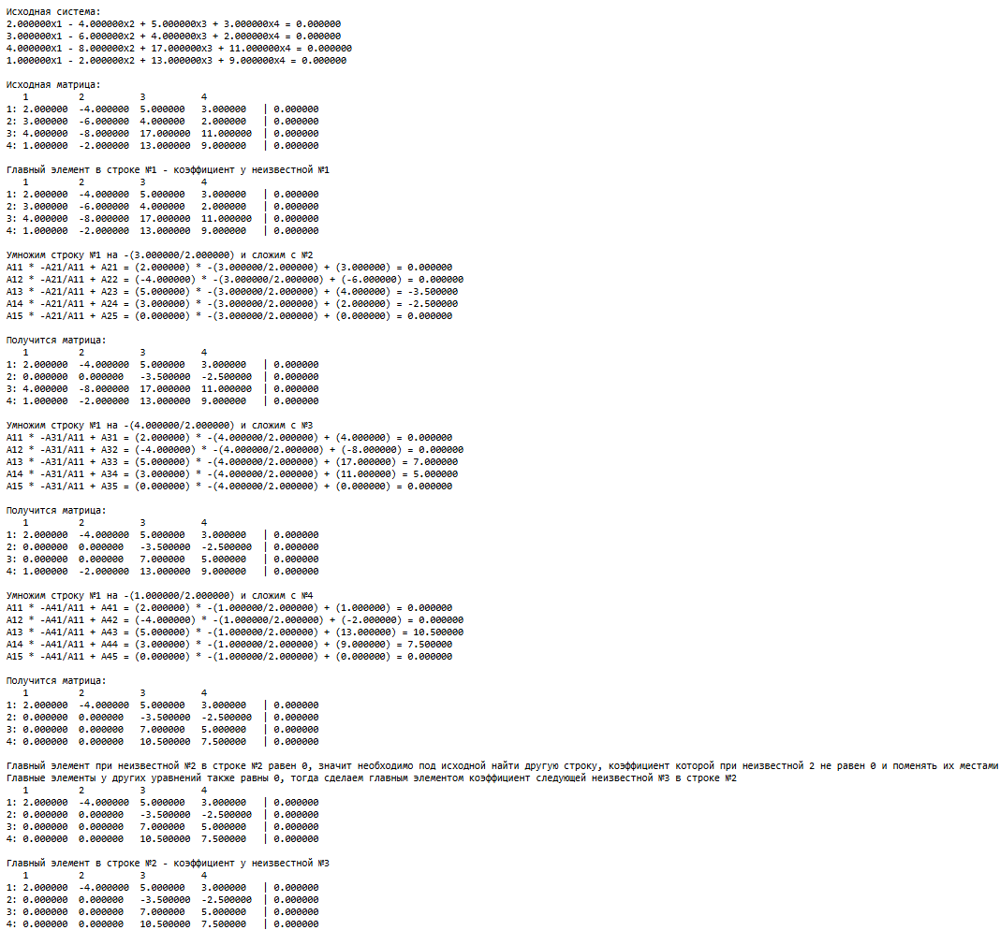 Исходная система:
2.000000x1 - 4.000000x2 + 5.000000x3 + 3.000000x4 = 0.000000
3.000000x1 - 6.000000x2 + 4.000000x3 + 2.000000x4 = 0.000000
4.000000x1 - 8.000000x2 + 17.000000x3 + 11.000000x4 = 0.000000
1.000000x1 - 2.000000x2 + 13.000000x3 + 9.000000x4 = 0.000000
Исходная матрица:
1 2 3 4
1: 2.000000 -4.000000 5.000000 3.000000 | 0.000000
2: 3.000000 -6.000000 4.000000 2.000000 | 0.000000
3: 4.000000 -8.000000 17.000000 11.000000 | 0.000000
4: 1.000000 -2.000000 13.000000 9.000000 | 0.000000
Главный элемент в строке №1 - коэффициент у неизвестной №1
1 2 3 4
1: 2.000000 -4.000000 5.000000 3.000000 | 0.000000
2: 3.000000 -6.000000 4.000000 2.000000 | 0.000000
3: 4.000000 -8.000000 17.000000 11.000000 | 0.000000
4: 1.000000 -2.000000 13.000000 9.000000 | 0.000000
Умножим строку №1 на -(3.000000/2.000000) и сложим с №2
A11 * -A21/A11 + A21 = (2.000000) * -(3.000000/2.000000) + (3.000000) = 0.000000
A12 * -A21/A11 + A22 = (-4.000000) * -(3.000000/2.000000) + (-6.000000) = 0.000000
A13 * -A21/A11 + A23 = (5.000000) * -(3.000000/2.000000) + (4.000000) = -3.500000
A14 * -A21/A11 + A24 = (3.000000) * -(3.000000/2.000000) + (2.000000) = -2.500000
A15 * -A21/A11 + A25 = (0.000000) * -(3.000000/2.000000) + (0.000000) = 0.000000
Получится матрица:
1 2 3 4
1: 2.000000 -4.000000 5.000000 3.000000 | 0.000000
2: 0.000000 0.000000 -3.500000 -2.500000 | 0.000000
3: 4.000000 -8.000000 17.000000 11.000000 | 0.000000
4: 1.000000 -2.000000 13.000000 9.000000 | 0.000000
Умножим строку №1 на -(4.000000/2.000000) и сложим с №3
A11 * -A31/A11 + A31 = (2.000000) * -(4.000000/2.000000) + (4.000000) = 0.000000
A12 * -A31/A11 + A32 = (-4.000000) * -(4.000000/2.000000) + (-8.000000) = 0.000000
A13 * -A31/A11 + A33 = (5.000000) * -(4.000000/2.000000) + (17.000000) = 7.000000
A14 * -A31/A11 + A34 = (3.000000) * -(4.000000/2.000000) + (11.000000) = 5.000000
A15 * -A31/A11 + A35 = (0.000000) * -(4.000000/2.000000) + (0.000000) = 0.000000
Получится матрица:
1 2 3 4
1: 2.000000 -4.000000 5.000000 3.000000 | 0.000000
2: 0.000000 0.000000 -3.500000 -2.500000 | 0.000000
3: 0.000000 0.000000 7.000000 5.000000 | 0.000000
4: 1.000000 -2.000000 13.000000 9.000000 | 0.000000
Умножим строку №1 на -(1.000000/2.000000) и сложим с №4
A11 * -A41/A11 + A41 = (2.000000) * -(1.000000/2.000000) + (1.000000) = 0.000000
A12 * -A41/A11 + A42 = (-4.000000) * -(1.000000/2.000000) + (-2.000000) = 0.000000
A13 * -A41/A11 + A43 = (5.000000) * -(1.000000/2.000000) + (13.000000) = 10.500000
A14 * -A41/A11 + A44 = (3.000000) * -(1.000000/2.000000) + (9.000000) = 7.500000
A15 * -A41/A11 + A45 = (0.000000) * -(1.000000/2.000000) + (0.000000) = 0.000000
Получится матрица:
1 2 3 4
1: 2.000000 -4.000000 5.000000 3.000000 | 0.000000
2: 0.000000 0.000000 -3.500000 -2.500000 | 0.000000
3: 0.000000 0.000000 7.000000 5.000000 | 0.000000
4: 0.000000 0.000000 10.500000 7.500000 | 0.000000
Главный элемент при неизвестной №2 в строке №2 равен 0, значит необходимо под исходной найти другую строку, коэффициент которой при неизвестной 2 не равен 0 и поменять их местами
Главные элементы у других уравнений также равны 0, тогда сделаем главным элементом коэффициент следующей неизвестной №3 в строке №2
1 2 3 4
1: 2.000000 -4.000000 5.000000 3.000000 | 0.000000
2: 0.000000 0.000000 -3.500000 -2.500000 | 0.000000
3: 0.000000 0.000000 7.000000 5.000000 | 0.000000
4: 0.000000 0.000000 10.500000 7.500000 | 0.000000
Главный элемент в строке №2 - коэффициент у неизвестной №3
1 2 3 4
1: 2.000000 -4.000000 5.000000 3.000000 | 0.000000
2: 0.000000 0.000000 -3.500000 -2.500000 | 0.000000
3: 0.000000 0.000000 7.000000 5.000000 | 0.000000
4: 0.000000 0.000000 10.500000 7.500000 | 0.000000